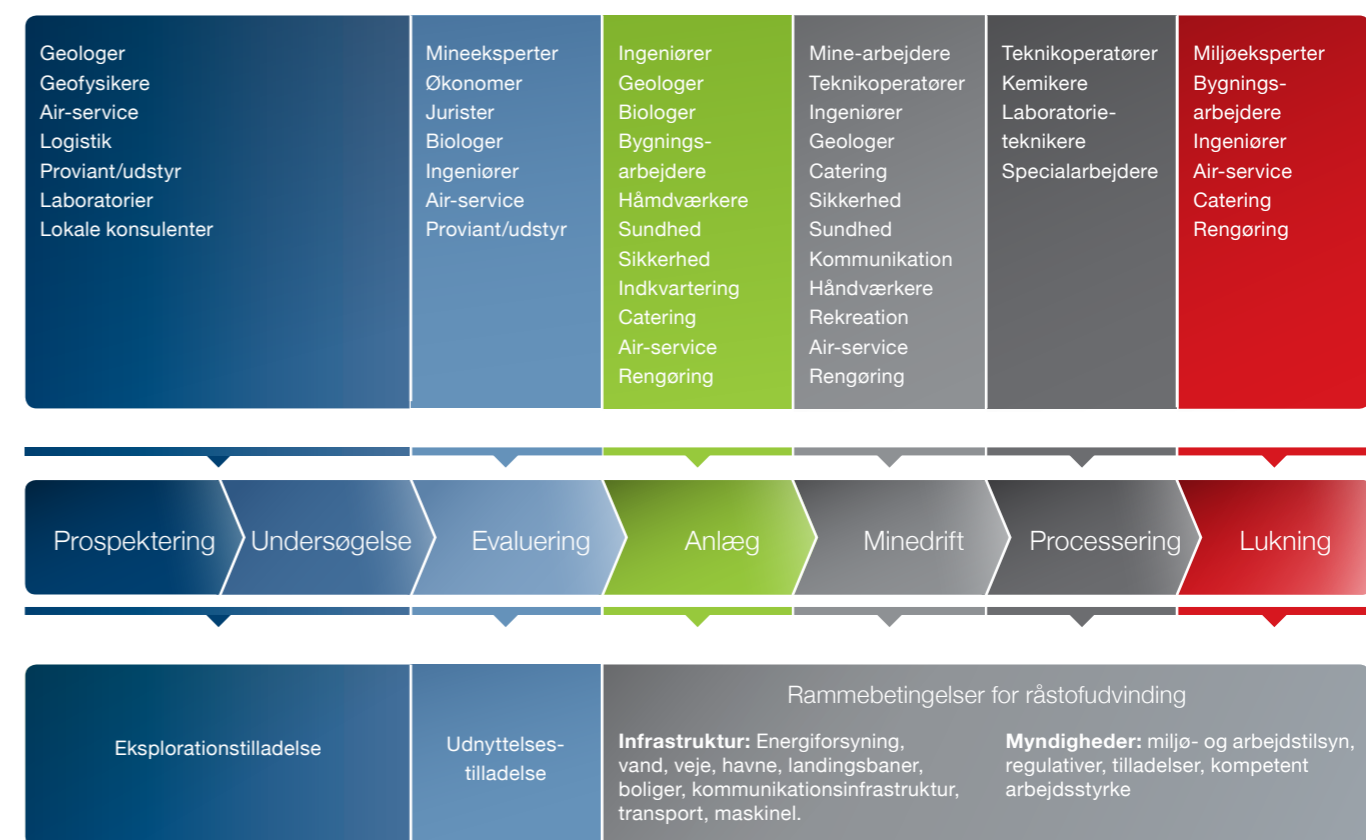 Geologer
Geofysikere
Air-service
Logistik
Proviant/udstyr
Laboratorier
Lokale konsulenter
Mineeksperter
Økonomer
Jurister
Biologer
Ingeniører
Air-service
Proviant/udstyr
Ingeniører
Geologer
Biologer
Bygnings-
arbejdere
Håmdværkere
Sundhed
Sikkerhed
Indkvartering
Catering
Air-service
Rengøring
Mine-arbejdere
Teknikoperatører
Ingeniører
Geologer
Catering
Sikkerhed
Sundhed
Kommunikation
Håndværkere
Rekreation
Air-service
Rengøring
Teknikoperatører
Kemikere
Laboratorie-
teknikere
Specialarbejdere
Miljøeksperter
Bygnings-
arbejdere
Ingeniører
Air-service
Catering
Rengøring
Prospektering
Undersøgelse
Evaluering
Anlæg
Minedrift
Processering
Lukning
Eksplorationstilladelse
Udnyttelses-
tilladelse
Rammebetingelser for råstofudvinding
Infrastruktur: Energiforsyning,
vand, veje, havne, landingsbaner,
boliger, kommunikationsinfrastruktur,
transport, maskinel.
Myndigheder: miljø- og arbejdstilsyn,
regulativer, tilladelser, kompetent
arbejdsstyrke